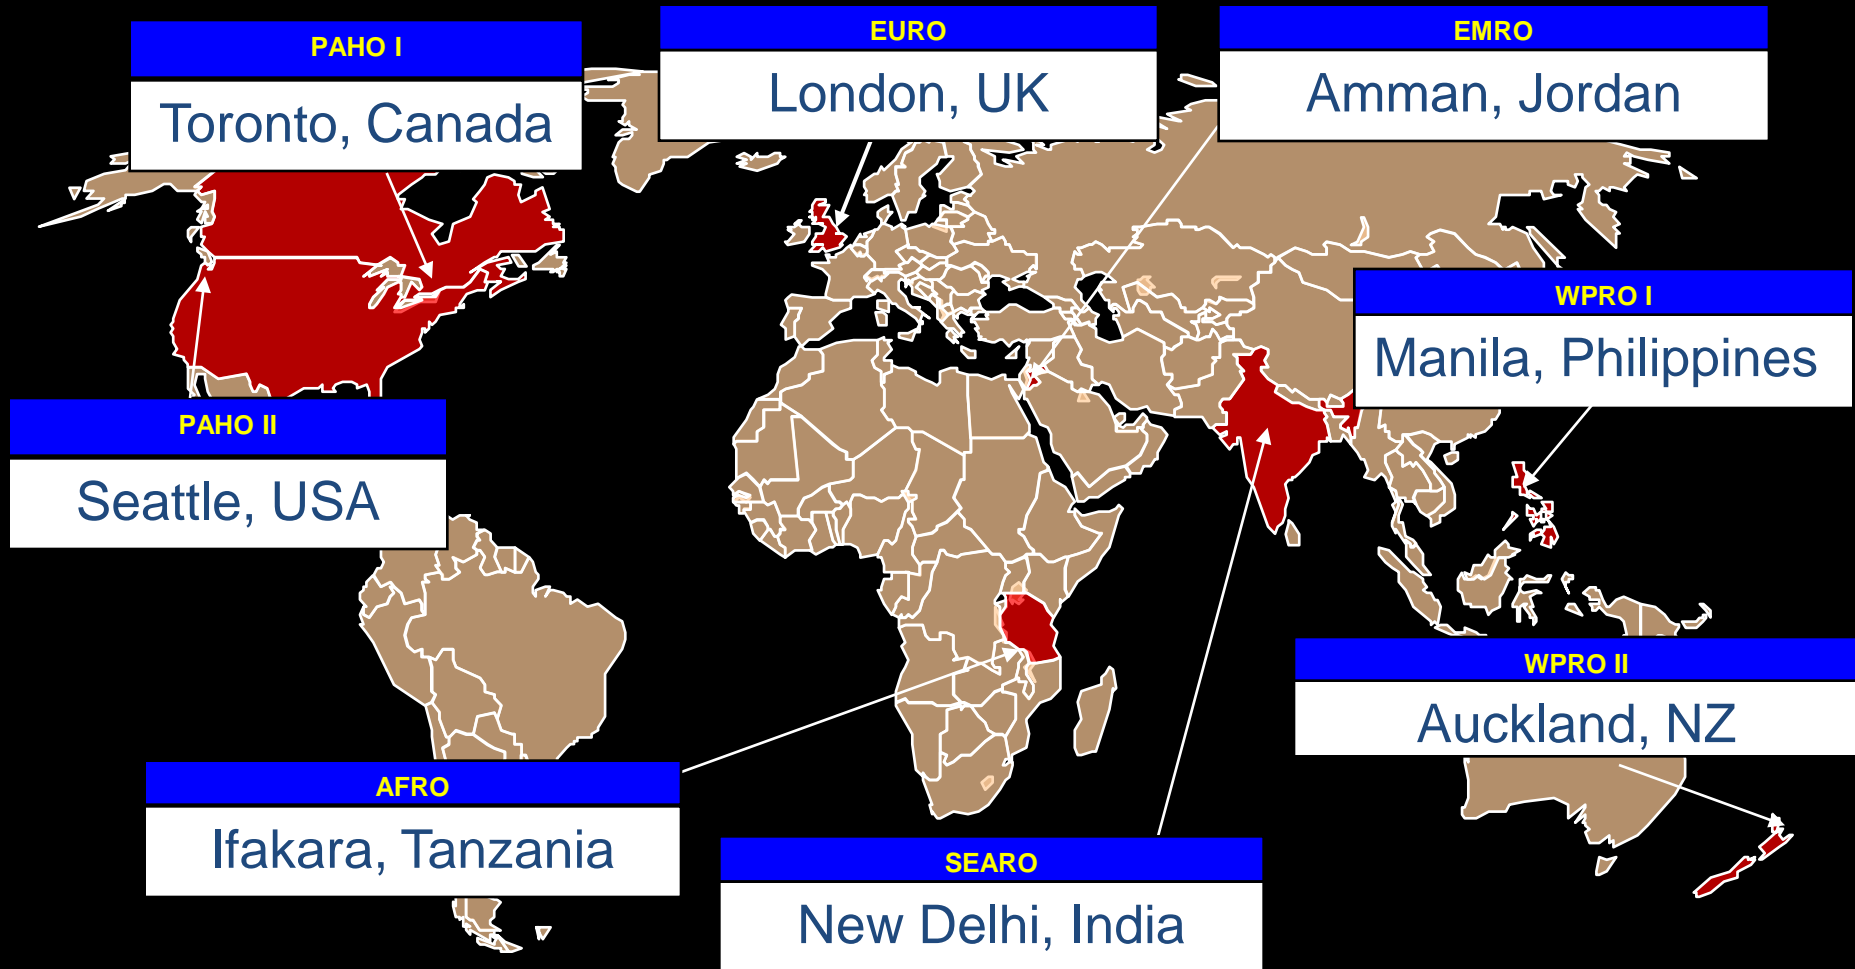 PAHO I
Toronto, Canada
EURO
London, UK
EMRO
Amman, Jordan
WPRO I
Manila, Philippines
PAHO II
Seattle, USA
WPRO II
Auckland, NZ
AFRO
Ifakara, Tanzania
SEARO
New Delhi, India